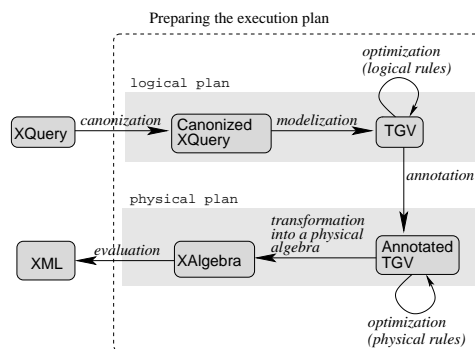 Preparing the execution plan
optimization
(logical rules)
logical plan
canonization
modelization
XQuery
Canonized
XQuery
TGV
annotation
physical plan
transformation
into a physical
algebra
evaluation
XML
XAlgebra
Annotated
TGV
optimization
(physical rules)